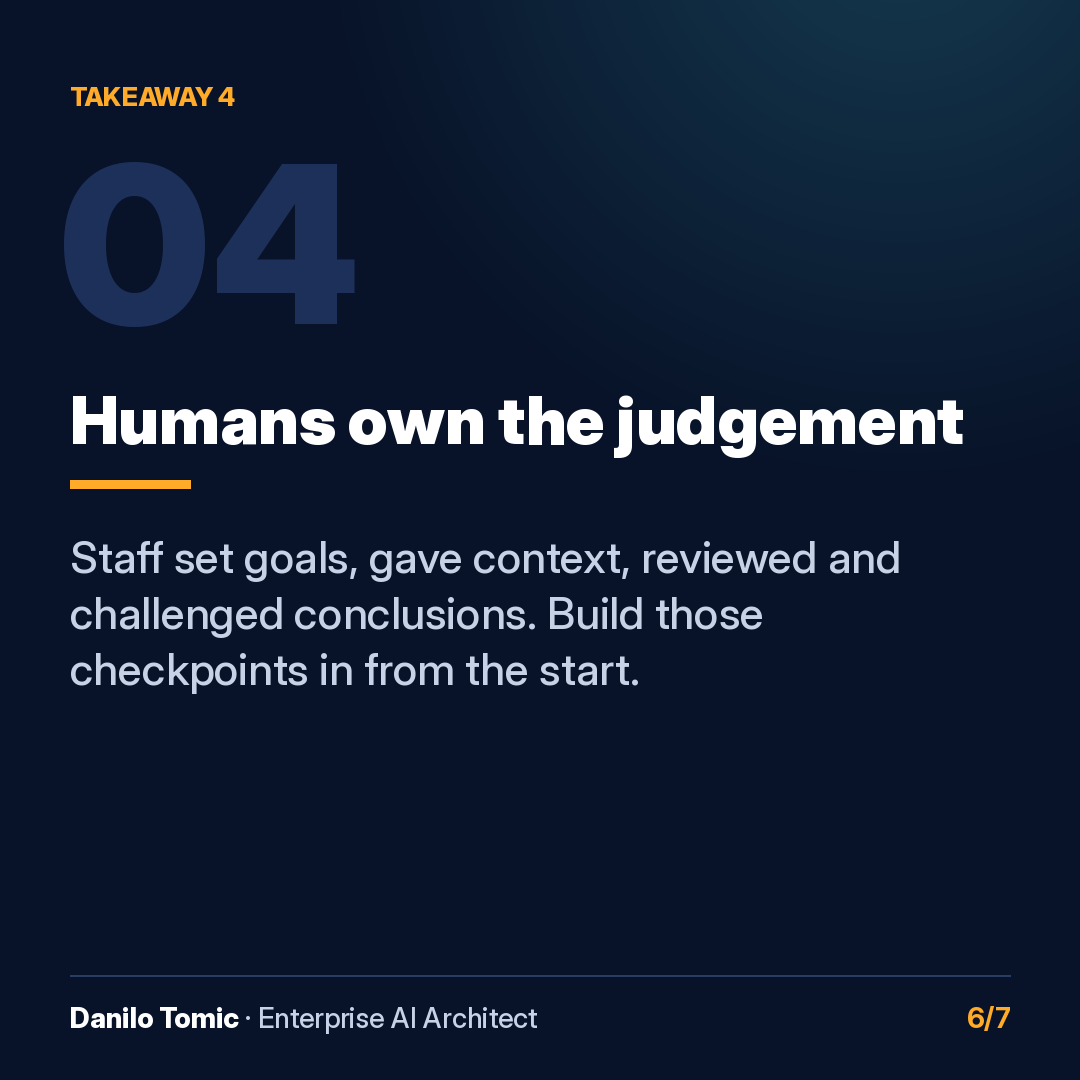 TAKEAWAY 4
04
Humans own the judgement
Staff set goals, gave context, reviewed and
challenged conclusions. Build those
checkpoints in from the start.
Danilo Tomic · Enterprise AI Architect
6/7